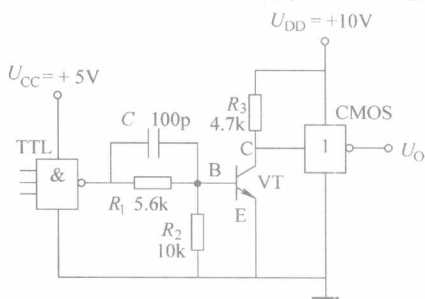 U_DD = +10V
U_CC = + 5V
CMOS
R_3
4.7k
C 100p
TTL
C
1
U_O
&
B
VT
R_1 5.6k
E
R_2
10k